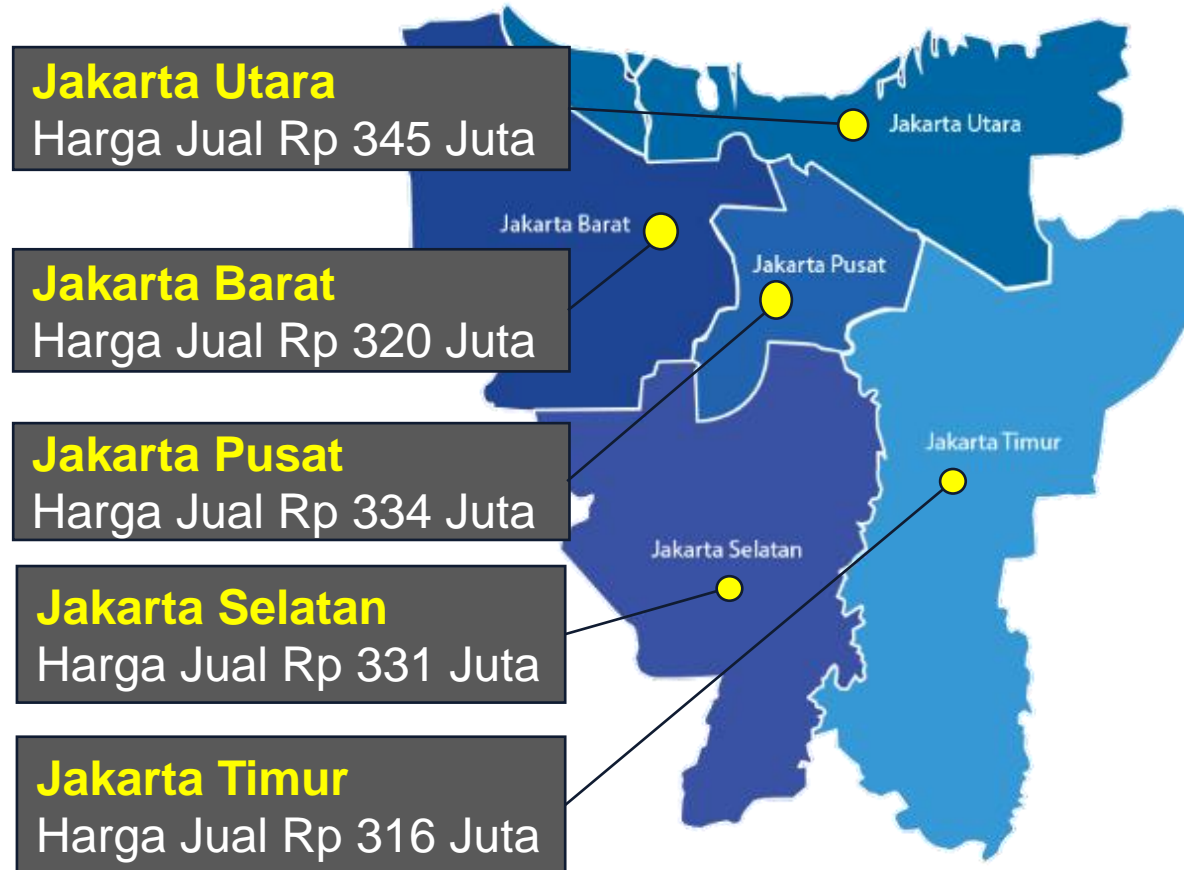 Jakarta Utara
Harga Jual Rp 345 Juta
Jakarta Barat
Harga Jual Rp 320 Juta
Jakarta Pusat
Harga Jual Rp 334 Juta
Jakarta Selatan
Harga Jual Rp 331 Juta
Jakarta Timur
Harga Jual Rp 316 Juta
Jakarta Utara
Jakarta Barat
Jakarta Pusat
Jakarta Timur
Jakarta Selatan